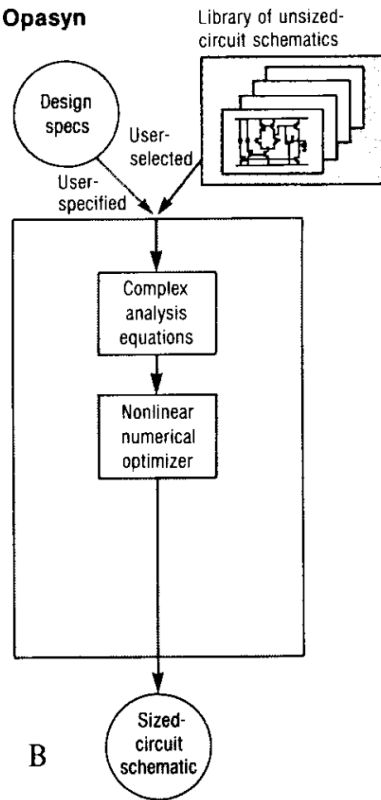 Opasyn
Library of unsized-
circuit schematics
Design
specs
User-
selected
User-
specified
Complex
analysis
equations
Nonlinear
numerical
optimizer
Sized-
circuit
schematic
B